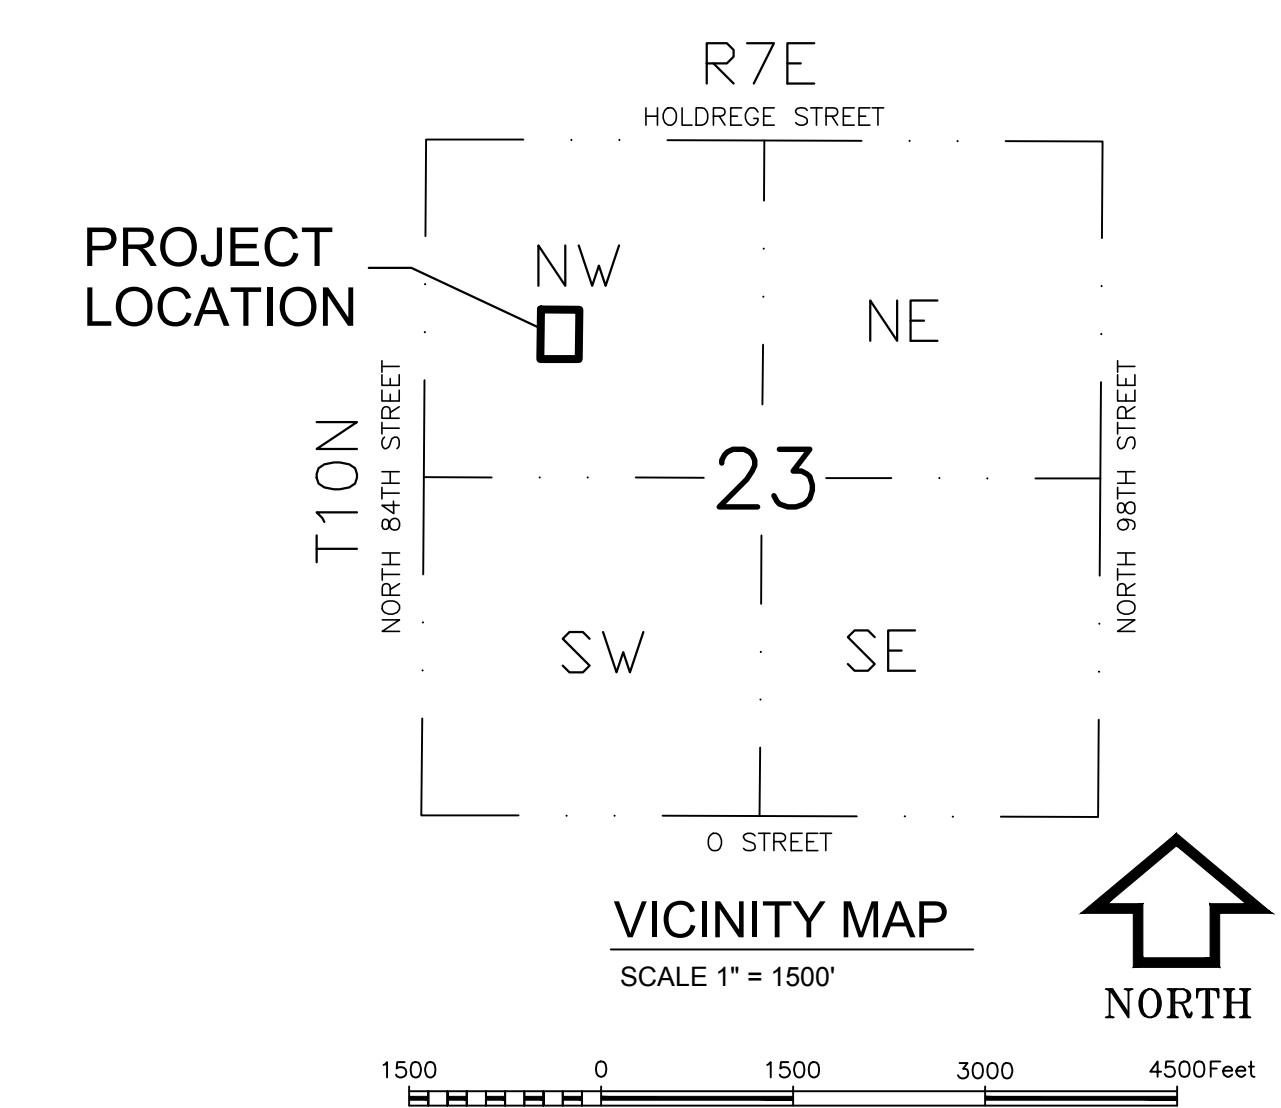 R7E
HOLDREGE STREET
PROJECT
LOCATION
NW
NE
T10N
NORTH 84TH STREET
23
NORTH 98TH STREET
SW
SE
O STREET
VICINITY MAP
SCALE 1" = 1500'
NORTH
1500 0 1500 3000 4500Feet